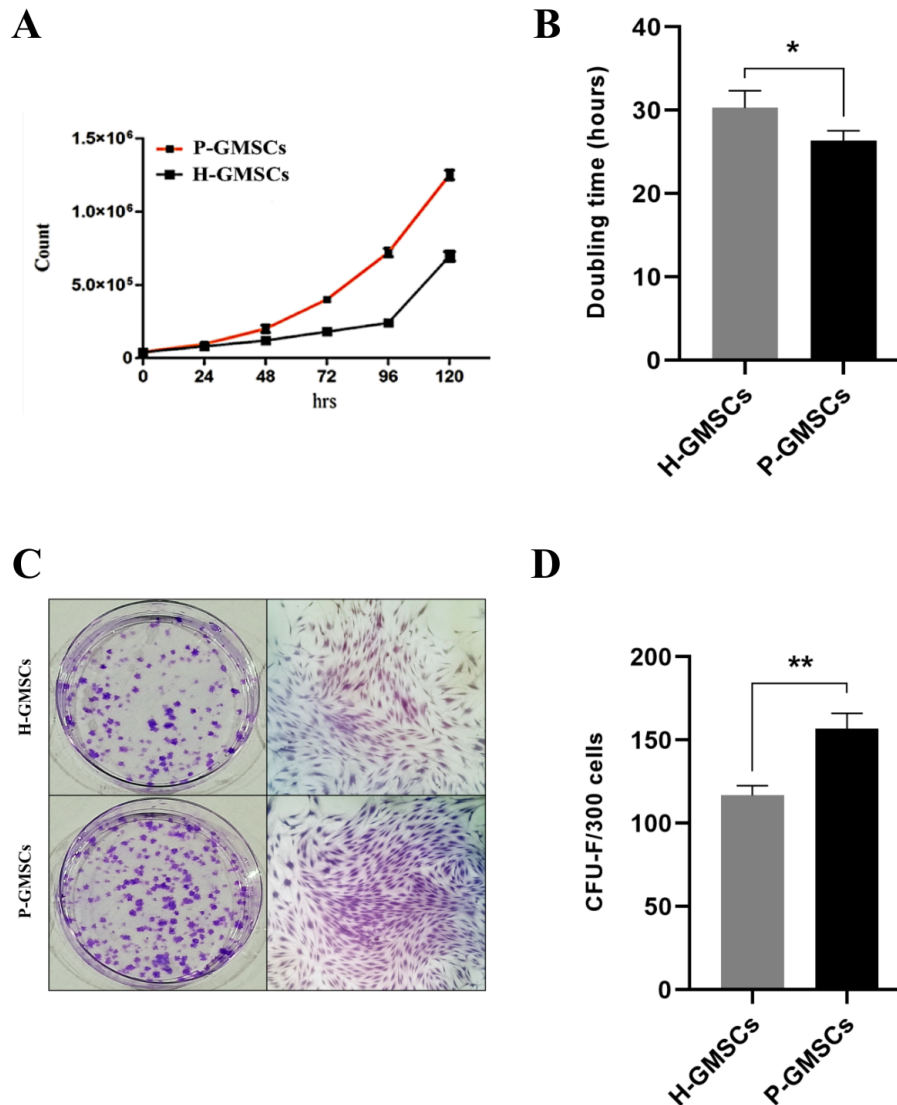 A
1.5×10⁶
1.0×10⁶
5.0×10⁵
0
Count
P-GMSCs
H-GMSCs
0 24 48 72 96 120
hrs
B
40
30
20
10
0
Doubling time (hours)
*
H-GMSCs
P-GMSCs
C
H-GMSCs
P-GMSCs
D
200
150
100
50
0
CFU-F/300 cells
**
H-GMSCs
P-GMSCs